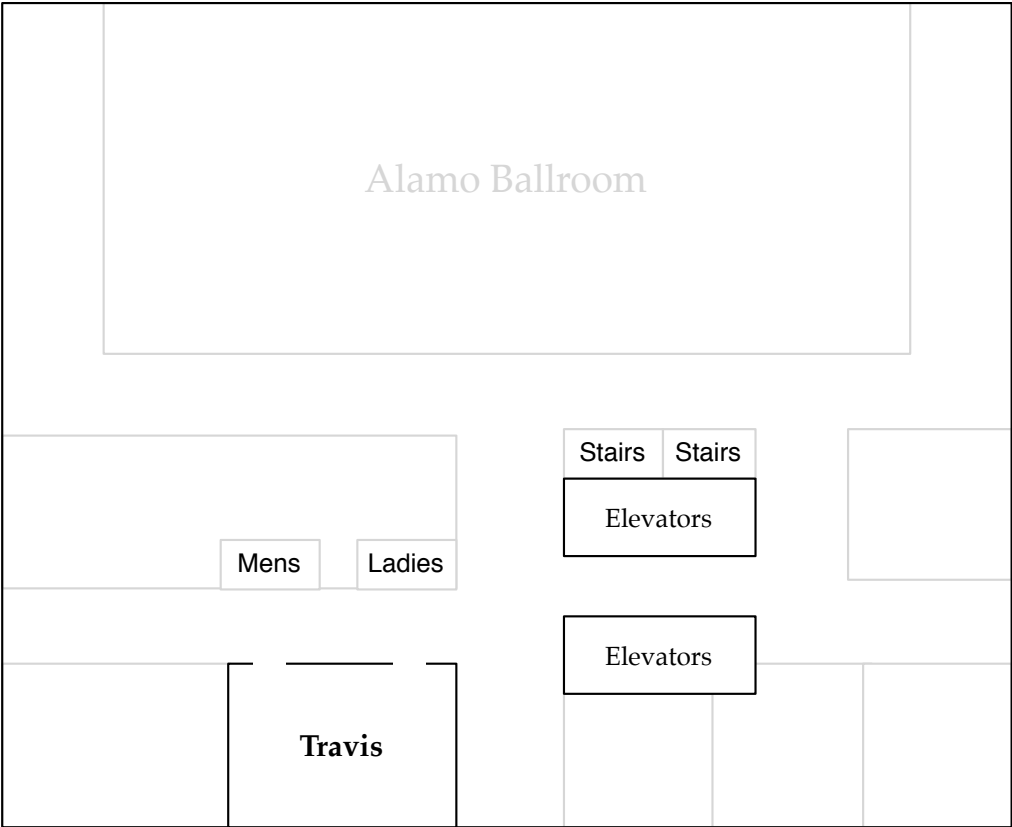 Alamo Ballroom
Stairs Stairs
Elevators
Mens Ladies
Elevators
Travis